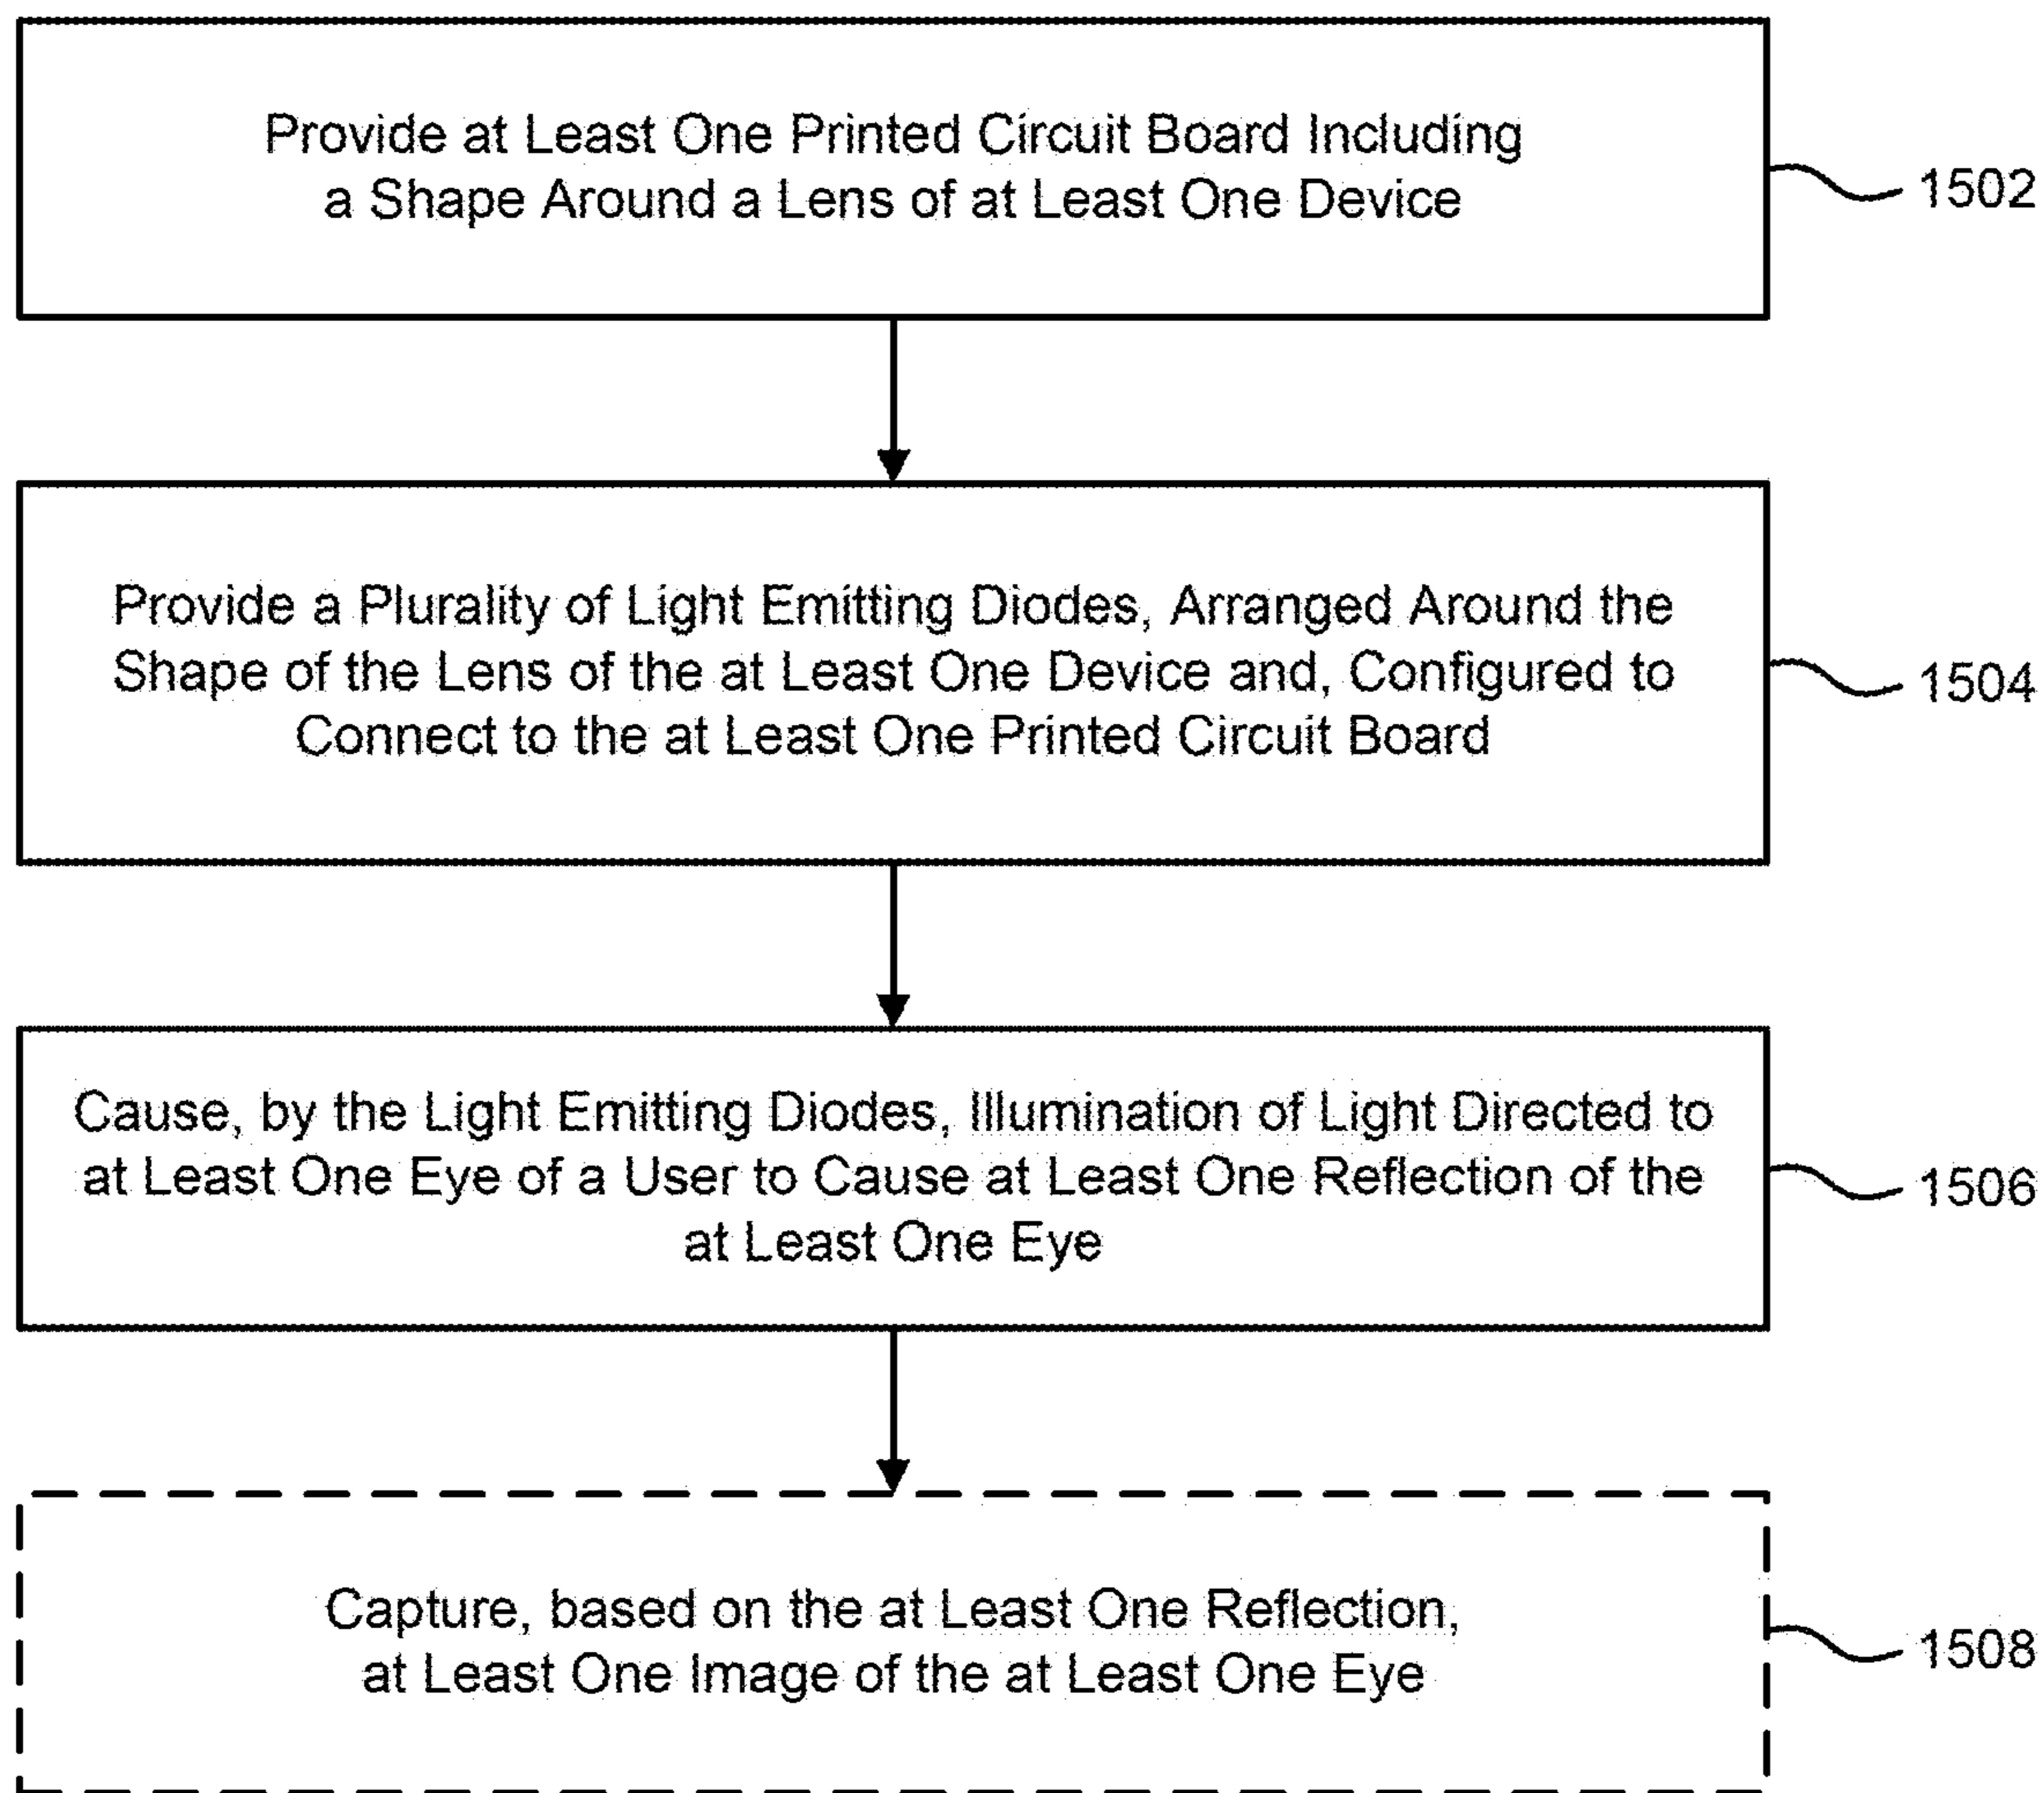 Provide at Least One Printed Circuit Board Including
a Shape Around a Lens of at Least One Device
1502
Provide a Plurality of Light Emitting Diodes, Arranged Around the
Shape of the Lens of the at Least One Device and, Configured to
Connect to the at Least One Printed Circuit Board
1504
Cause, by the Light Emitting Diodes, Illumination of Light Directed to
at Least One Eye of a User to Cause at Least One Reflection of the
at Least One Eye
1506
Capture, based on the at Least One Reflection,
at Least One Image of the at Least One Eye
1508